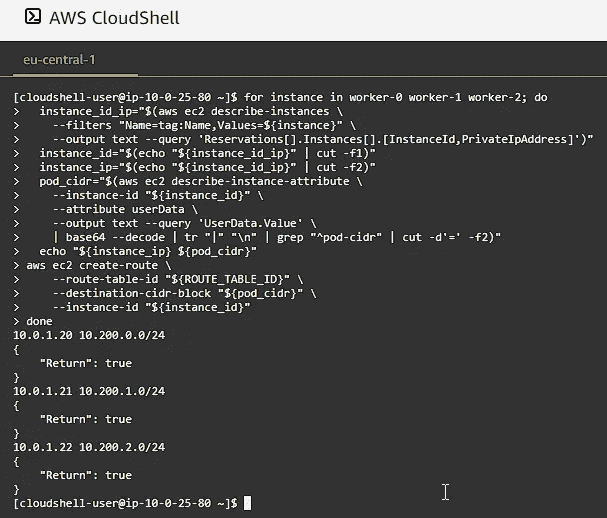 AWS CloudShell
eu-central-1
[cloudshell-user@ip-10-0-25-80 ~]$ for instance in worker-0 worker-1 worker-2; do
>   instance_id_ip="$(aws ec2 describe-instances \
>     --filters "Name=tag:Name,Values=${instance}" \
>     --output text --query 'Reservations[].Instances[].[InstanceId,PrivateIpAddress]')"
>   instance_id="$(echo "${instance_id_ip}" | cut -f1)"
>   instance_ip="$(echo "${instance_id_ip}" | cut -f2)"
>   pod_cidr="$(aws ec2 describe-instance-attribute \
>     --instance-id "${instance_id}" \
>     --attribute userData \
>     --output text --query 'UserData.Value' \
>     | base64 --decode | tr "|" "\n" | grep "^pod-cidr" | cut -d'=' -f2)"
>   echo "${instance_ip} ${pod_cidr}"
> aws ec2 create-route \
>     --route-table-id "${ROUTE_TABLE_ID}" \
>     --destination-cidr-block "${pod_cidr}" \
>     --instance-id "${instance_id}"
> done
10.0.1.20 10.200.0.0/24
{
    "Return": true
}
10.0.1.21 10.200.1.0/24
{
    "Return": true
}
10.0.1.22 10.200.2.0/24
{
    "Return": true
}
[cloudshell-user@ip-10-0-25-80 ~]$